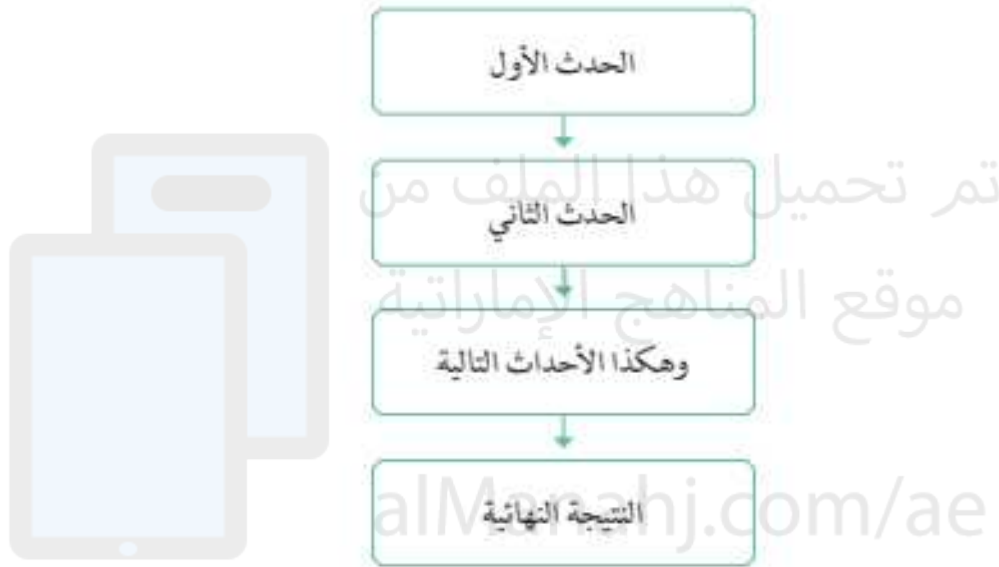 الحدث الأول
تم تحميل هذا الملف من
الحدث الثاني
موقع المناهج الإماراتية
وهكذا الأحداث التالية
النتيجة النهائية
alManahj.com/ae